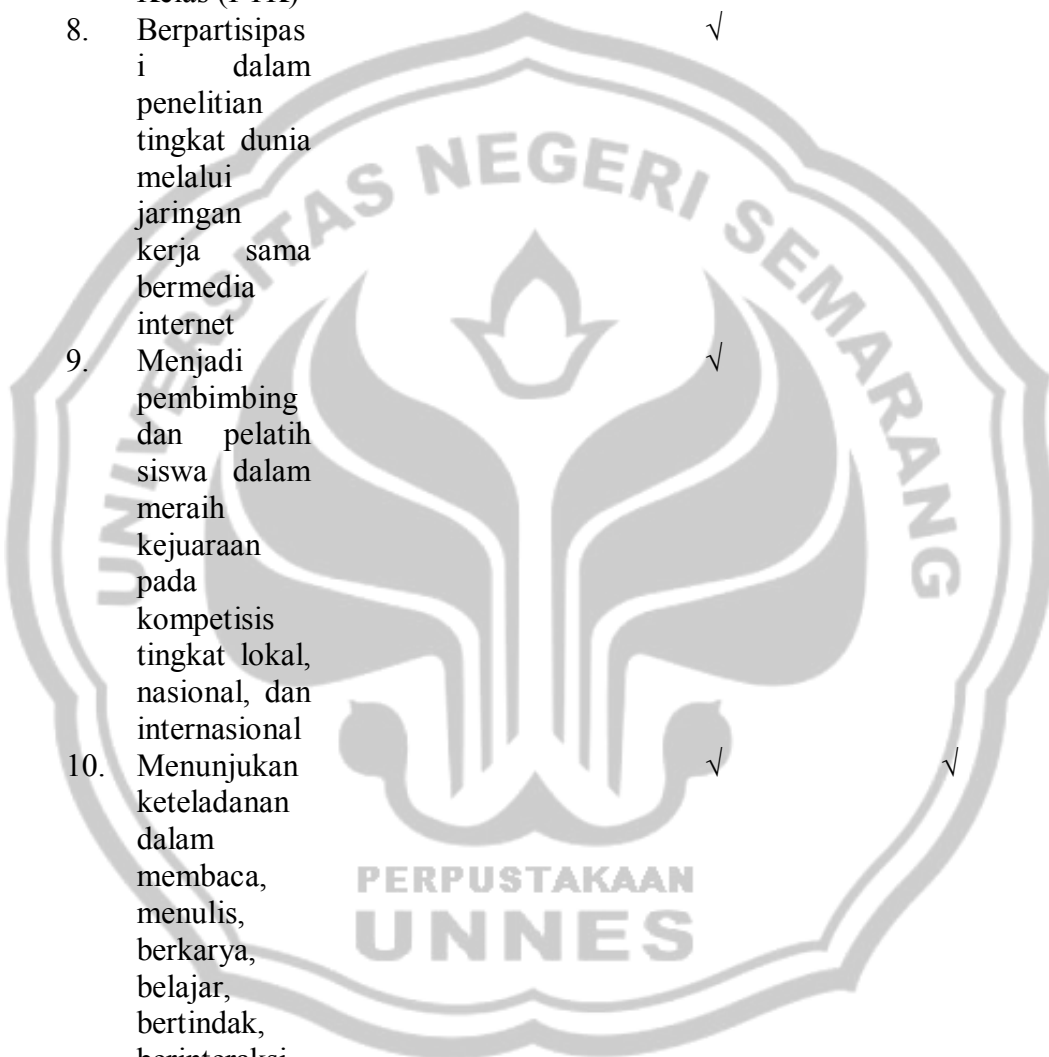 Kelas (PTK)
8. Berpartisipas √
i dalam
penelitian
tingkat dunia
melalui
jaringan
kerja sama
bermedia
internet
9. Menjadi √
pembimbing
dan pelatih
siswa dalam
meraih
kejuaraan
pada
kompetisis
tingkat lokal,
nasional, dan
internasional
10. Menunjukan √ √
keteladanan
dalam
membaca,
menulis,
berkarya,
belajar,
bertindak,
berinteraksi
UNIVERSITAS NEGERI SEMARANG
PERPUSTAKAAN
UNNES